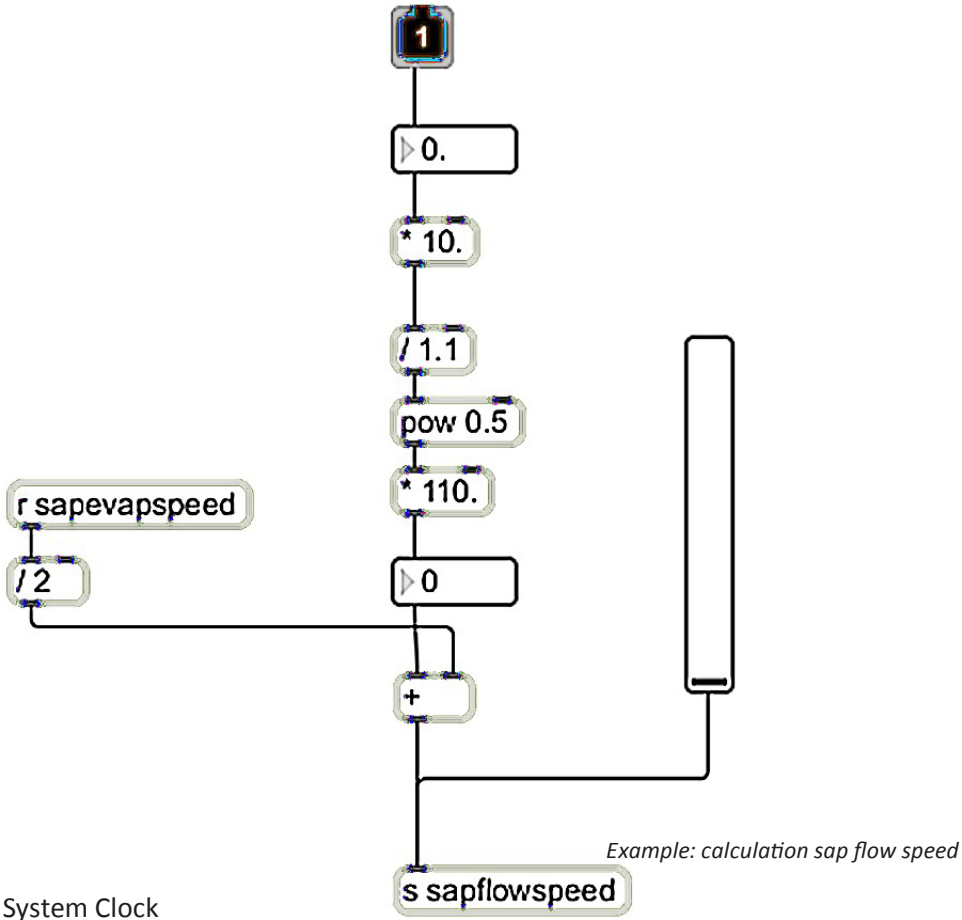 1
0.
* 10.
/ 1.1
pow 0.5
* 110.
r sapevapspeed
/ 2
0
+
Example: calculation sap flow speed
s sapflowspeed
System Clock